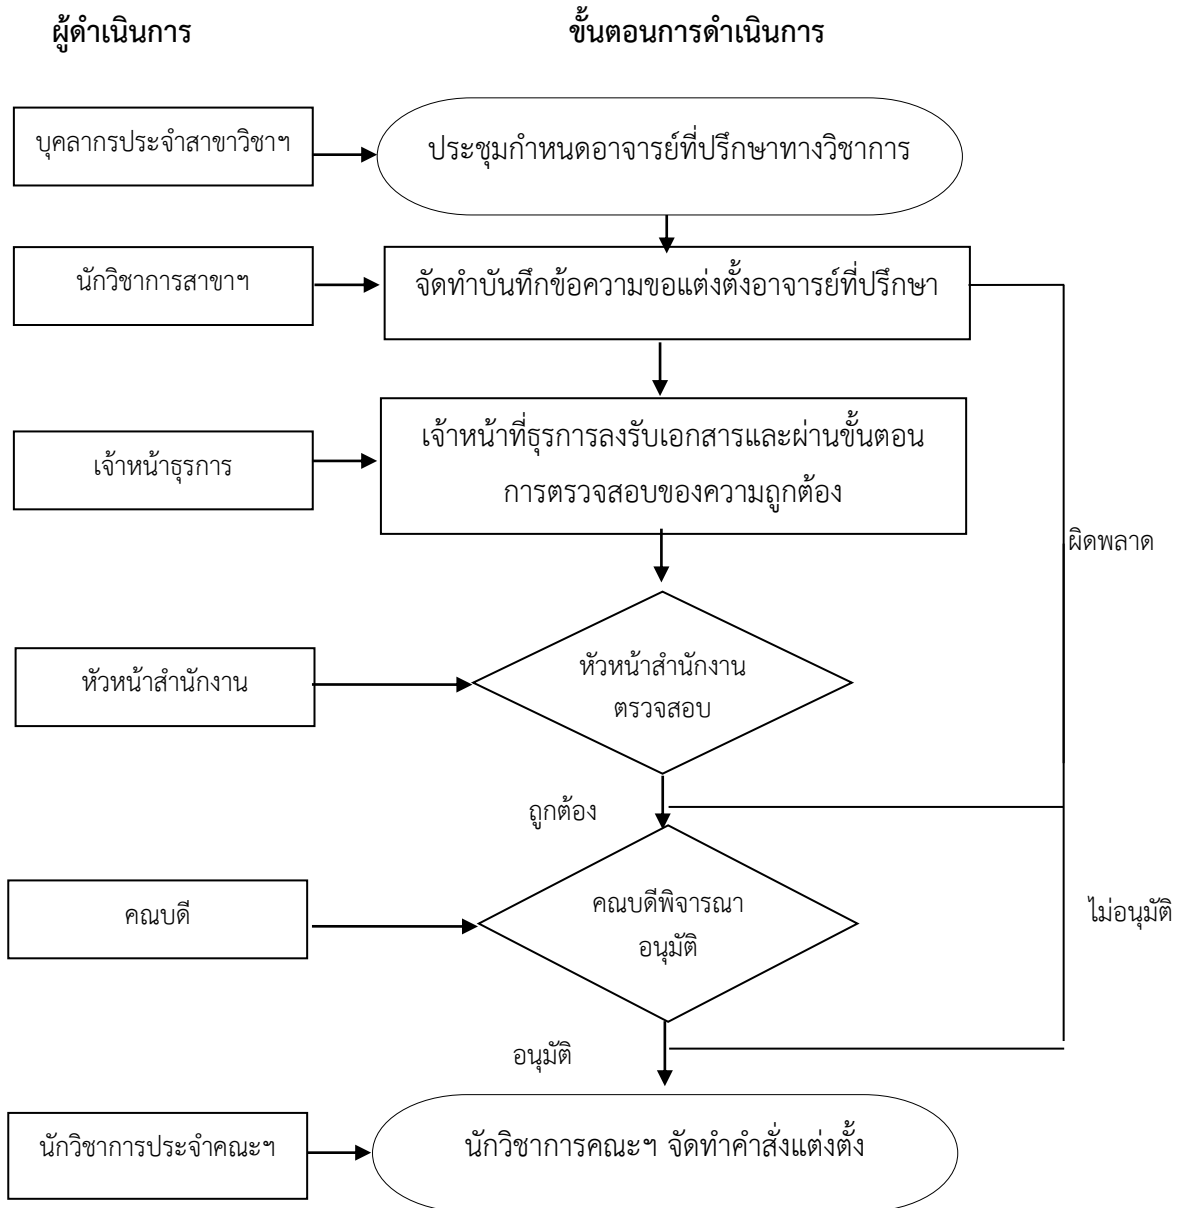 ผู้ดำเนินการ
ขั้นตอนการดำเนินการ
บุคลากรประจำสาขาวิชาฯ
ประชุมกำหนดอาจารย์ที่ปรึกษาทางวิชาการ
นักวิชาการสาขาฯ
จัดทำบันทึกข้อความขอแต่งตั้งอาจารย์ที่ปรึกษา
เจ้าหน้าธุรการ
เจ้าหน้าที่ธุรการลงรับเอกสารและผ่านขั้นตอน
การตรวจสอบของความถูกต้อง
ผิดพลาด
หัวหน้าสำนักงาน
หัวหน้าสำนักงาน
ตรวจสอบ
ถูกต้อง
คณบดี
คณบดีพิจารณา
อนุมัติ
ไม่อนุมัติ
อนุมัติ
นักวิชาการประจำคณะฯ
นักวิชาการคณะฯ จัดทำคำสั่งแต่งตั้ง